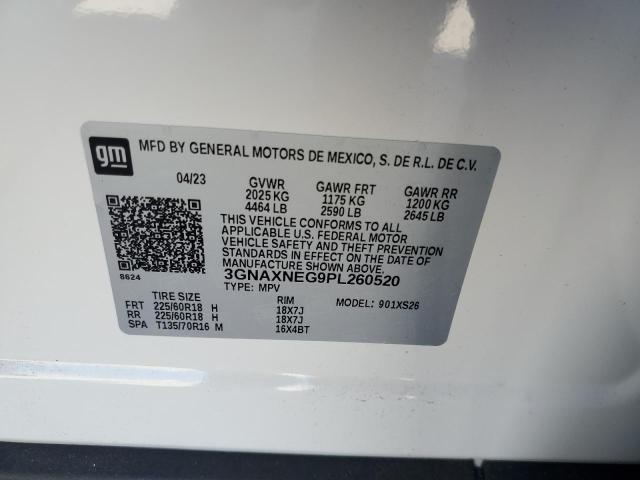 gm
MFD BY GENERAL MOTORS DE MEXICO, S. DE R.L. DE C.V.
04/23 GVWR GAWR FRT GAWR RR
2025 KG 1175 KG 1200 KG
4464 LB 2590 LB 2645 LB
THIS VEHICLE CONFORMS TO ALL
APPLICABLE U.S. FEDERAL MOTOR
VEHICLE SAFETY AND THEFT PREVENTION
STANDARDS IN EFFECT ON THE DATE OF
MANUFACTURE SHOWN ABOVE.
8624 3GNAXNEG9PL260520
TYPE: MPV
TIRE SIZE RIM MODEL: 901XS26
FRT 225/60R18 H 18X7J
RR 225/60R18 H 18X7J
SPA T135/70R16 M 16X4BT